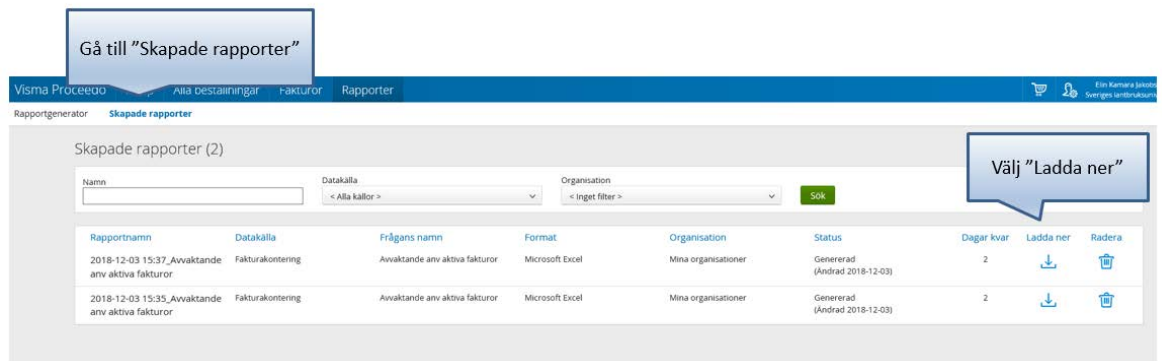 Gå till ”Skapade rapporter”
Visma Proceedo Alla beställningar Fakturor Rapporter
Elin Kamara Jakobs
Sveriges lantbruksuniv
Rapportgenerator Skapade rapporter
Skapade rapporter (2)
Välj ”Ladda ner”
Namn Datakälla Organisation
< Alla källor > < Inget filter > Sök
Rapportnamn Datakälla Frågans namn Format Organisation Status Dagar kvar Ladda ner Radera
2018-12-03 15:37_Avvaktande Fakturakontering Avvaktande anv aktiva fakturor Microsoft Excel Mina organisationer Genererad 2
anv aktiva fakturor (Ändrad 2018-12-03)
2018-12-03 15:35_Avvaktande Fakturakontering Avvaktande anv aktiva fakturor Microsoft Excel Mina organisationer Genererad 2
anv aktiva fakturor (Ändrad 2018-12-03)